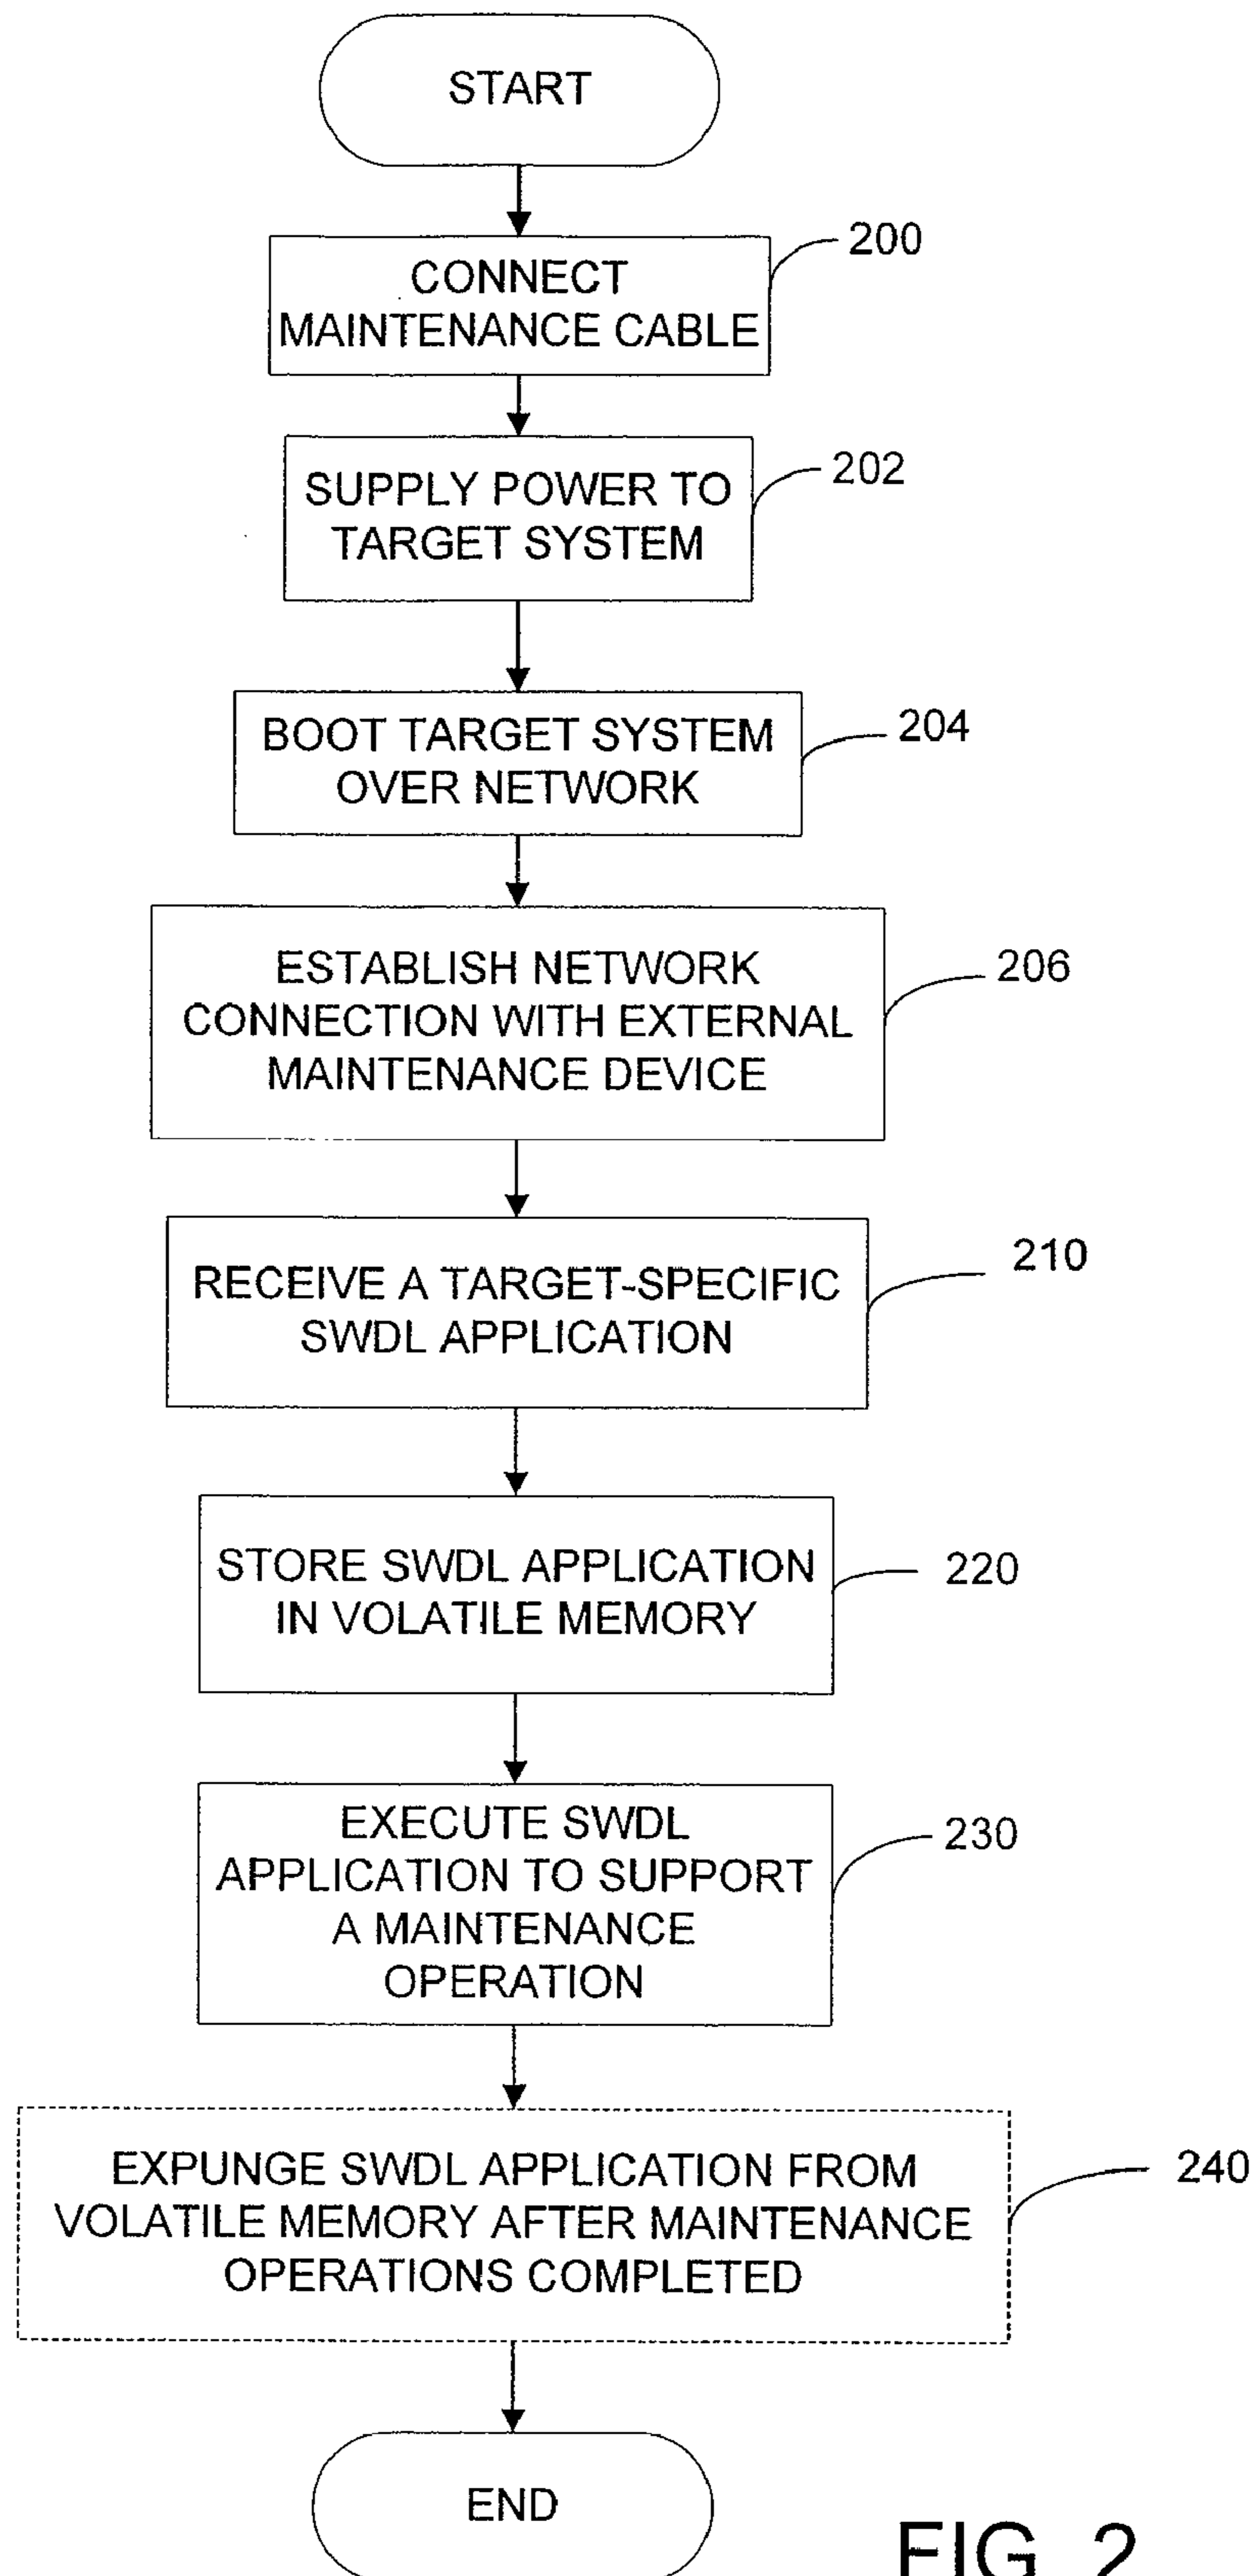 START
200
CONNECT
MAINTENANCE CABLE
202
SUPPLY POWER TO
TARGET SYSTEM
204
BOOT TARGET SYSTEM
OVER NETWORK
206
ESTABLISH NETWORK
CONNECTION WITH EXTERNAL
MAINTENANCE DEVICE
210
RECEIVE A TARGET-SPECIFIC
SWDL APPLICATION
220
STORE SWDL APPLICATION
IN VOLATILE MEMORY
230
EXECUTE SWDL
APPLICATION TO SUPPORT
A MAINTENANCE
OPERATION
240
EXPUNGE SWDL APPLICATION FROM
VOLATILE MEMORY AFTER MAINTENANCE
OPERATIONS COMPLETED
END
FIG. 2